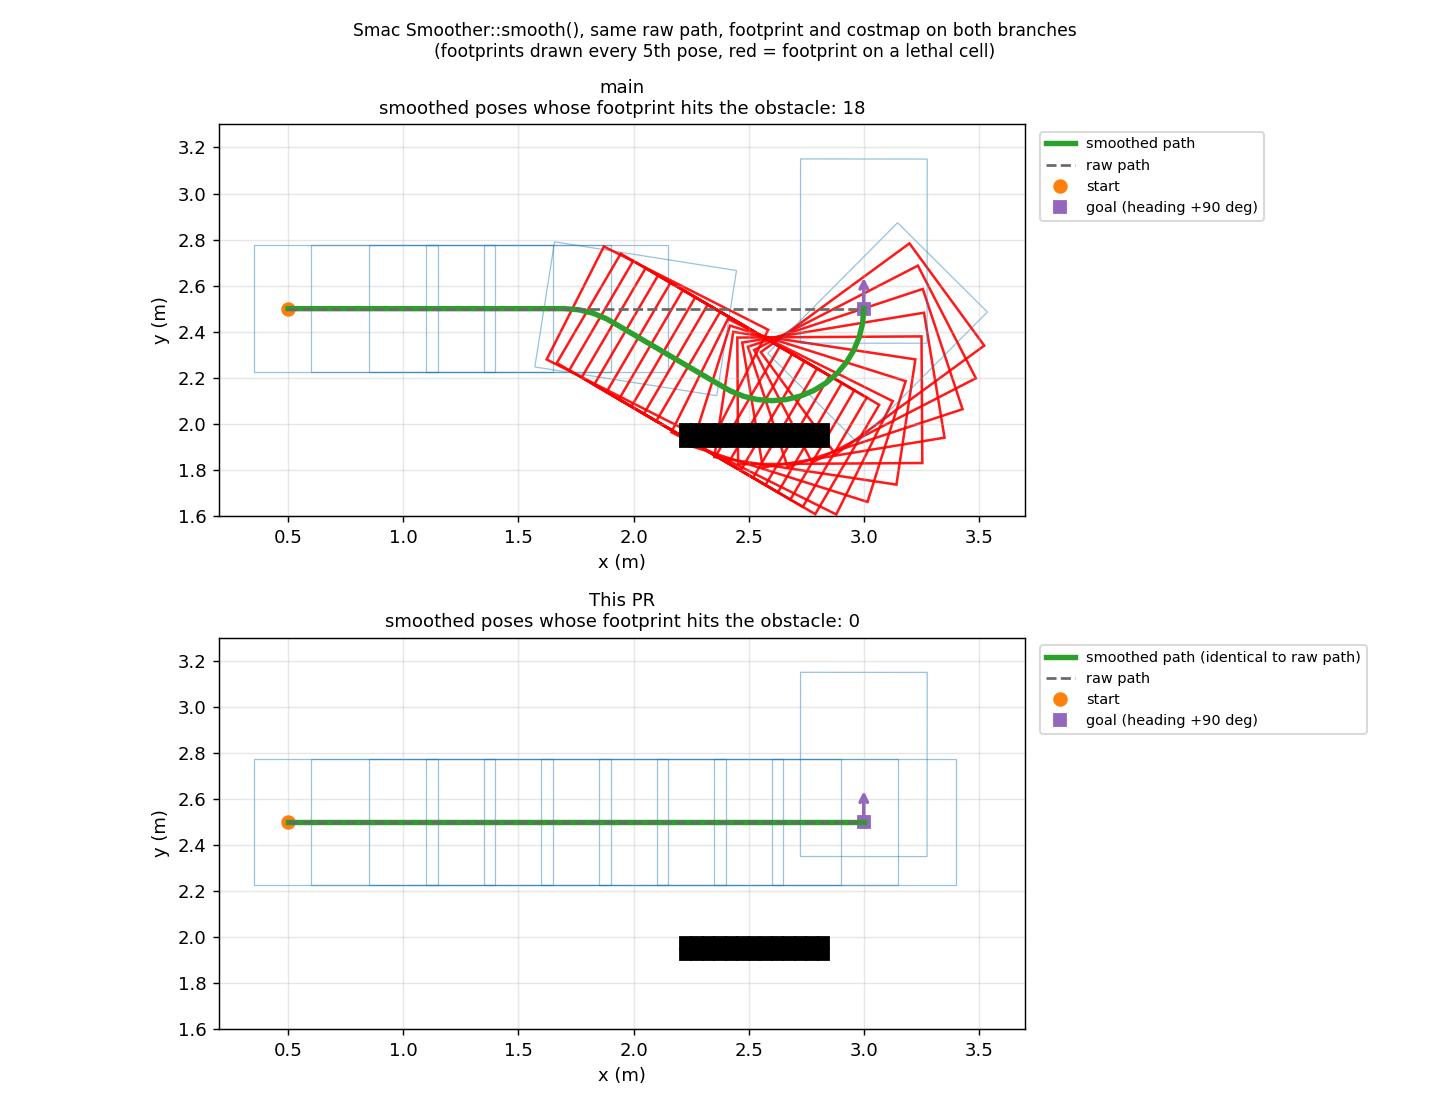 Smac Smoother::smooth(), same raw path, footprint and costmap on both branches
(footprints drawn every 5th pose, red = footprint on a lethal cell)
main
smoothed poses whose footprint hits the obstacle: 18
3.2
3.0
2.8
2.6
2.4
2.2
2.0
1.8
1.6
y (m)
0.5 1.0 1.5 2.0 2.5 3.0 3.5
x (m)
smoothed path
raw path
start
goal (heading +90 deg)
This PR
smoothed poses whose footprint hits the obstacle: 0
3.2
3.0
2.8
2.6
2.4
2.2
2.0
1.8
1.6
y (m)
0.5 1.0 1.5 2.0 2.5 3.0 3.5
x (m)
smoothed path (identical to raw path)
raw path
start
goal (heading +90 deg)